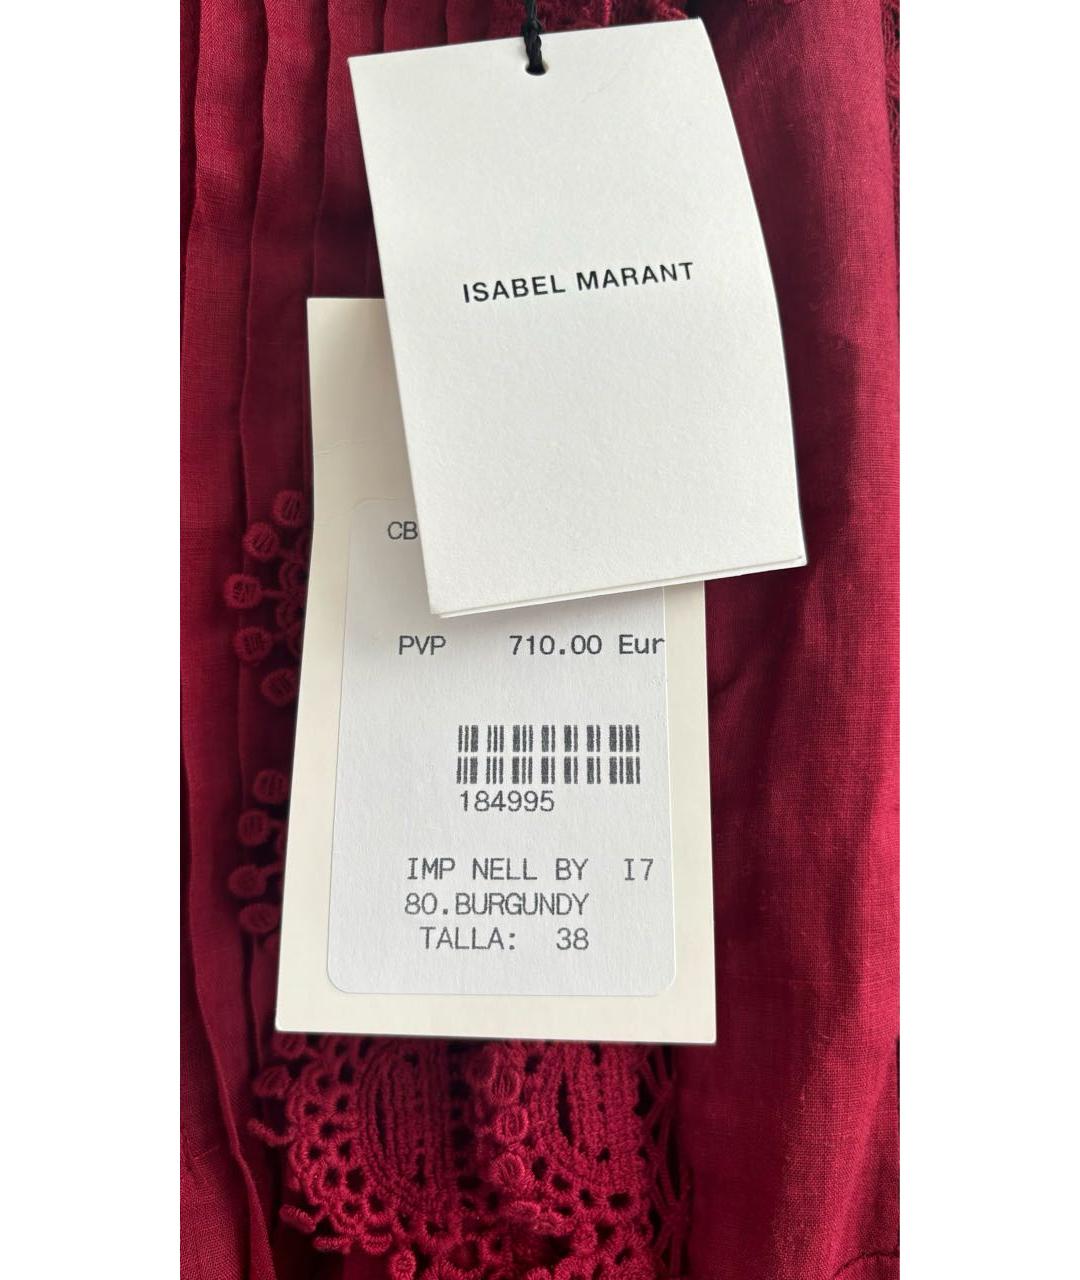 ISABEL MARANT
CB
PVP 710.00 Eur
184995
IMP NELL BY I7
80.BURGUNDY
TALLA: 38